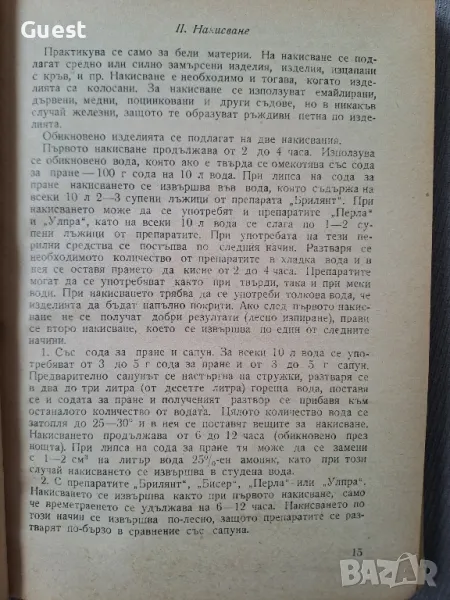 Guest
II. Накисване
Практикува се само за бели материи. На накисване се под-
лагат средно или силно замърсени изделия, изделия, изцапани
с кръв, и пр. Накисване е необходимо и тогава, когато изде-
лията са колосани. За накисване се използуват емайлирани,
дървени, медни, поцинковани и други съдове, но в никакъв
случай железни, защото те образуват ръждиви петна по из-
делията.
Обикновено изделията се подлагат на две накисвания.
Първото накисване продължава от 2 до 4 часа. Използува
се обикновено вода, която ако е твърда се омекотява със сода
за пране — 100 г сода на 10 л вода. При липса на сода за
пране накисването се извършва във вода, която съдържа на
всеки 10 л 2—3 супени лъжици от препарата „Брилянт“. При
накисването може да се употребят и препаратите „Перла“
и „Улпра“, като на всеки 10 л вода се слага по 1—2 су-
пени лъжици от препаратите. При употребата на тези пе-
рилни средства се постъпва по следния начин. Разтваря се
необходимото количество от препаратите в хладка вода и в
нея се оставя прането да кисне от 2 до 4 часа. Препаратите
могат да се употребяват както при твърди, така и при меки
води. При накисването трябва да се употреби толкова вода, че
изделията да бъдат напълно покрити. Ако след първото накис-
ване не се получат добри резултати (лесно изпиране), прави
се второ накисване, което се извършва по един от следните
начини.
1. Със сода за пране и сапун. За всеки 10 л вода се упо-
требяват от 3 до 5 г сода за пране и от 3 до 5 г сапун.
Предварително сапунът се настъргва на стружки, разтваря се
в два до три литра (от десетте литра) гореща вода, поставя
се и содата за пране и полученият разтвор се прибавя към
останалото количество от водата. Цялото количество вода се
затопля до 25—30° и в нея се поставят вещите за накисване.
Накисването продължава от 6 до 12 часа (обикновено през
нощта). При липса на сода за пране тя може да се замени
с 1—2 см³ на литър вода 25%-ен амоняк, като при този
случай накисването се извършва в студена вода.
2. С препаратите „Брилянт“, „Бисер“, „Перла“ или „Улпра“.
Накисването се извършва както при първото накисване, само
че времетраенето се удължава на 6—12 часа. Накисването по
този начин се извършва по-лесно, защото препаратите се раз-
тварят по-бързо в сравнение със сапуна.
15
BAZAR.bg